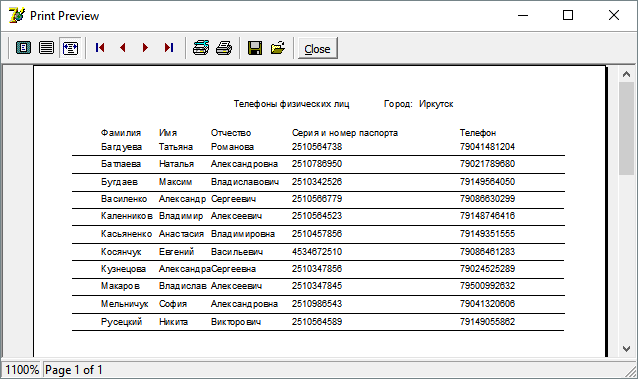 Print Preview
Close
Телефоны физических лиц Город: Иркутск
Фамилия Имя Отчество Серия и номер паспорта Телефон
Багдуева Татьяна Романова 2510564738 79041481204
Батлаева Наталья Александровна 2510786950 79021789680
Бугдаев Максим Владиславович 2510342526 79149564050
Василенко Александр Сергеевич 2510566779 79086630299
Каленников Владимир Алексеевич 2510564523 79148746416
Касьяненко Анастасия Владимировна 2510457856 79149351555
Косянчук Евгений Васильевич 4534672510 79086461283
Кузнецова Александра Сергеевна 2510347856 79024525289
Макаров Владислав Алексеевич 2510347845 79500992632
Мельничук София Александровна 2510986543 79041320606
Русецкий Никита Викторович 2510564589 79149055862
1100% Page 1 of 1